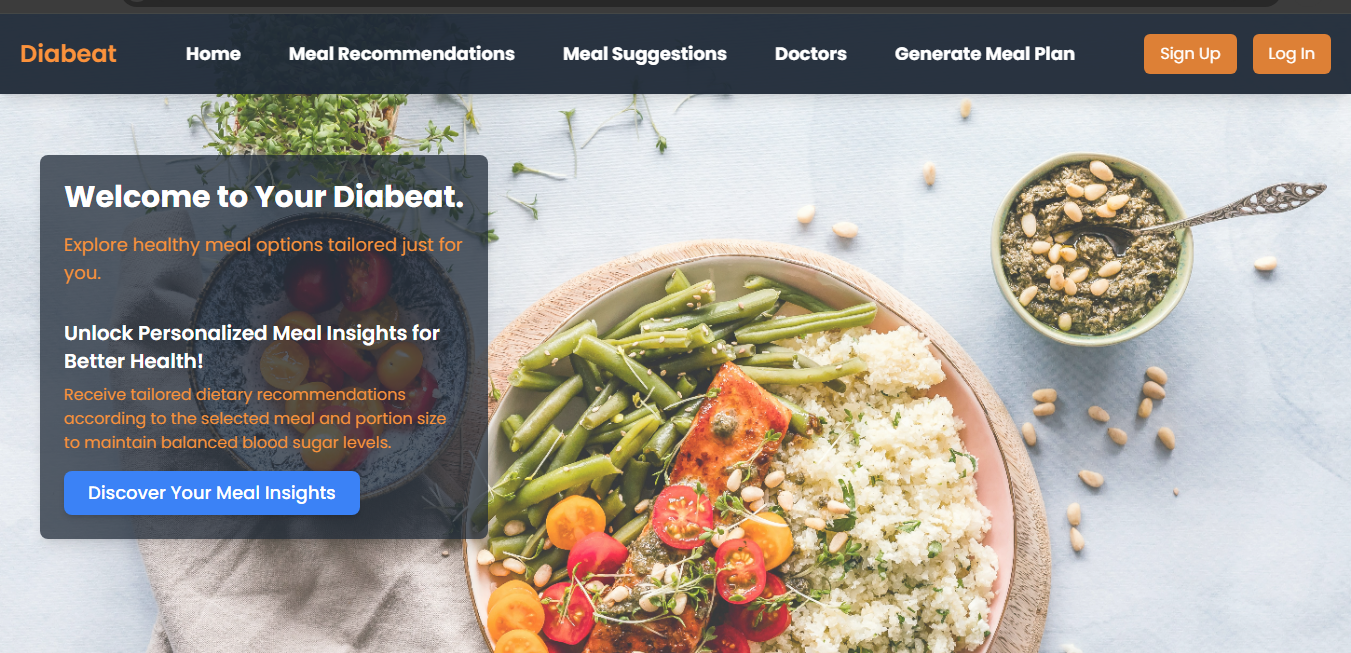 Diabeat Home Meal Recommendations Meal Suggestions Doctors Generate Meal Plan Sign Up Log In
Welcome to Your Diabeat.
Explore healthy meal options tailored just for
you.
Unlock Personalized Meal Insights for
Better Health!
Receive tailored dietary recommendations
according to the selected meal and portion size
to maintain balanced blood sugar levels.
Discover Your Meal Insights